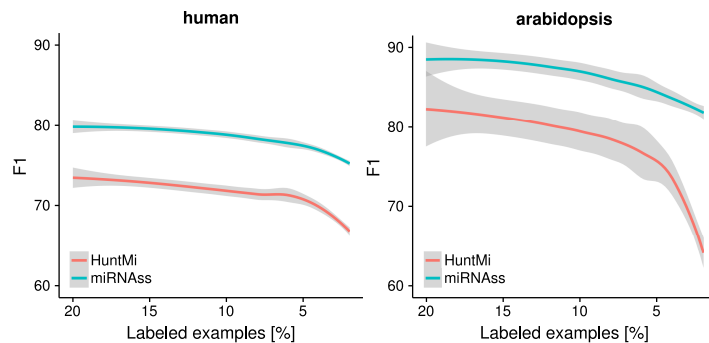 human
F1
90
80
70
60
HuntMi
miRNAss
20 15 10 5
Labeled examples [%]
arabidopsis
F1
90
80
70
60
HuntMi
miRNAss
20 15 10 5
Labeled examples [%]